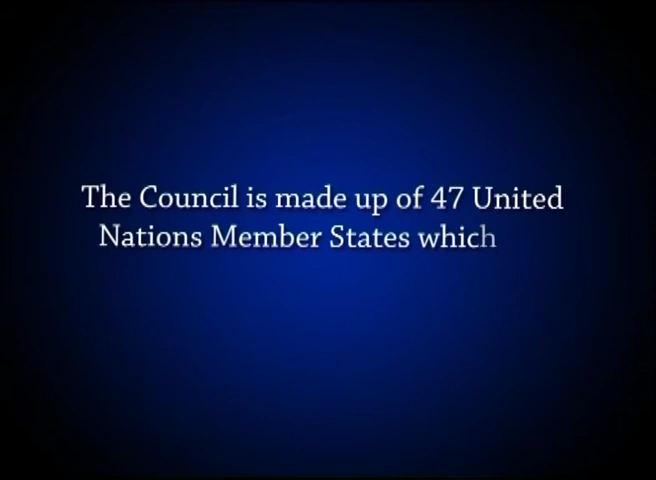 The Council is made up of 47 United
Nations Member States which